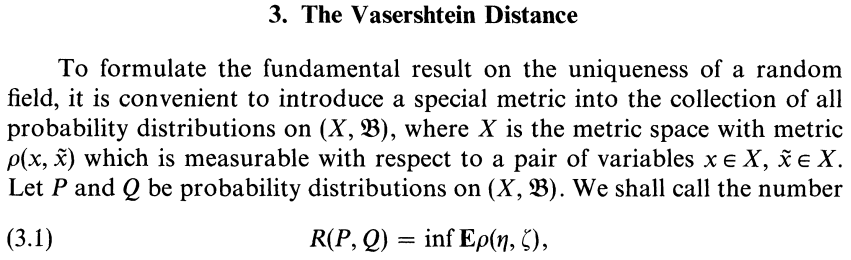 3. The Vasershtein Distance
To formulate the fundamental result on the uniqueness of a random
field, it is convenient to introduce a special metric into the collection of all
probability distributions on (X, 𝔅), where X is the metric space with metric
ρ(x, x̃) which is measurable with respect to a pair of variables x ∈ X, x̃ ∈ X.
Let P and Q be probability distributions on (X, 𝔅). We shall call the number
(3.1) R(P, Q) = inf 𝐄ρ(η, ζ),